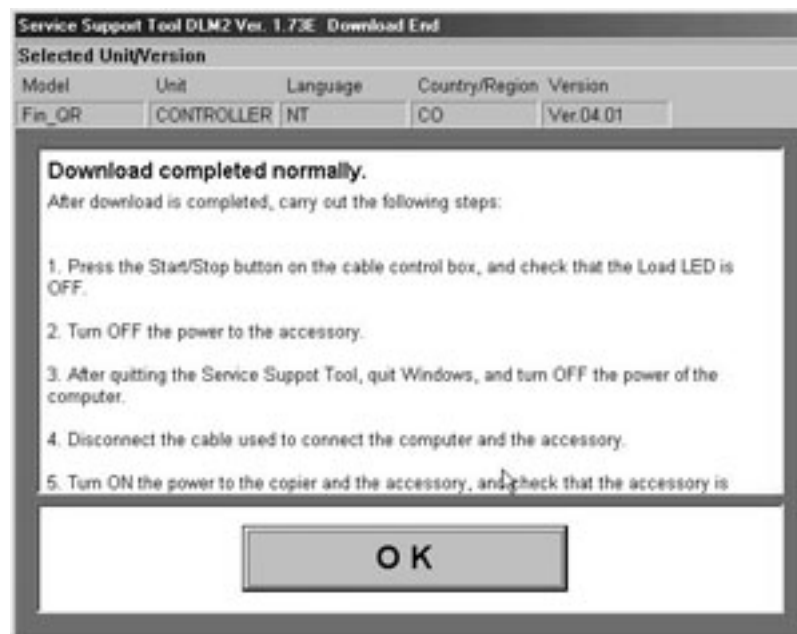 Service Support Tool DLM2 Ver. 1.73E Download End
Selected Unit/Version
Model Unit Language Country/Region Version
Fin_QR CONTROLLER NT CO Ver.04.01
Download completed normally.
After download is completed, carry out the following steps:
1. Press the Start/Stop button on the cable control box, and check that the Load LED is
OFF.
2. Turn OFF the power to the accessory.
3. After quitting the Service Suppot Tool, quit Windows, and turn OFF the power of the
computer.
4. Disconnect the cable used to connect the computer and the accessory.
5. Turn ON the power to the copier and the accessory, and check that the accessory is
OK